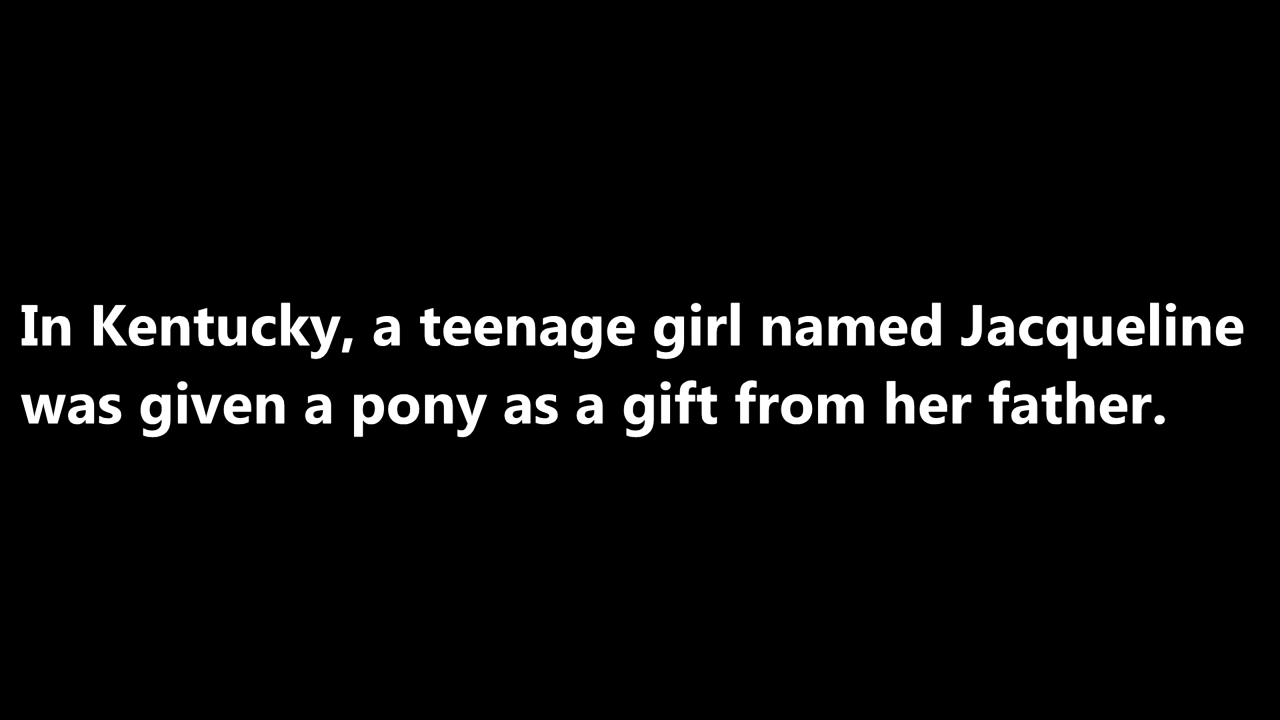 In Kentucky, a teenage girl named Jacqueline
was given a pony as a gift from her father.